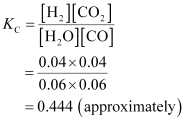 K_C = [H₂][CO₂] / [H₂O][CO]
= 0.04 × 0.04 / 0.06 × 0.06
= 0.444 (approximately)